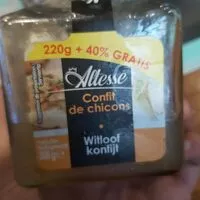 220g + 40% GRATIS
Altesse
Confit
de chicons
Witloof
konfijt